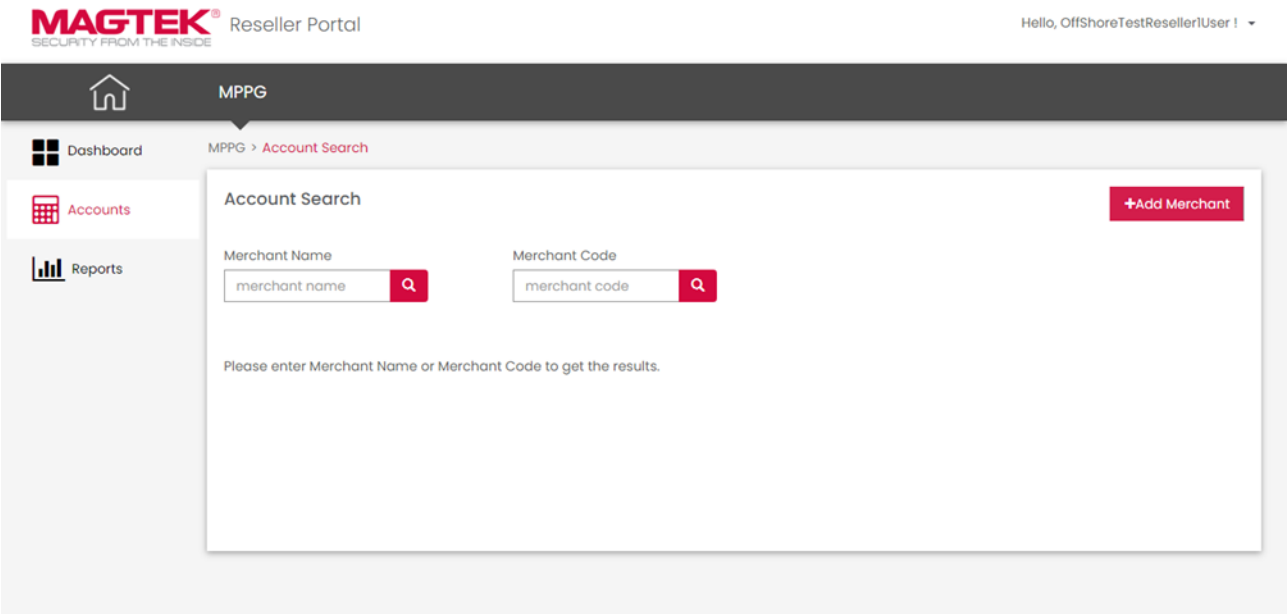 MAGTEK® Reseller Portal
SECURITY FROM THE INSIDE
Hello, OffShoreTestReseller1User !
MPPG
Dashboard
Accounts
Reports
MPPG > Account Search
Account Search
+Add Merchant
Merchant Name
Merchant Code
merchant name
merchant code
Please enter Merchant Name or Merchant Code to get the results.